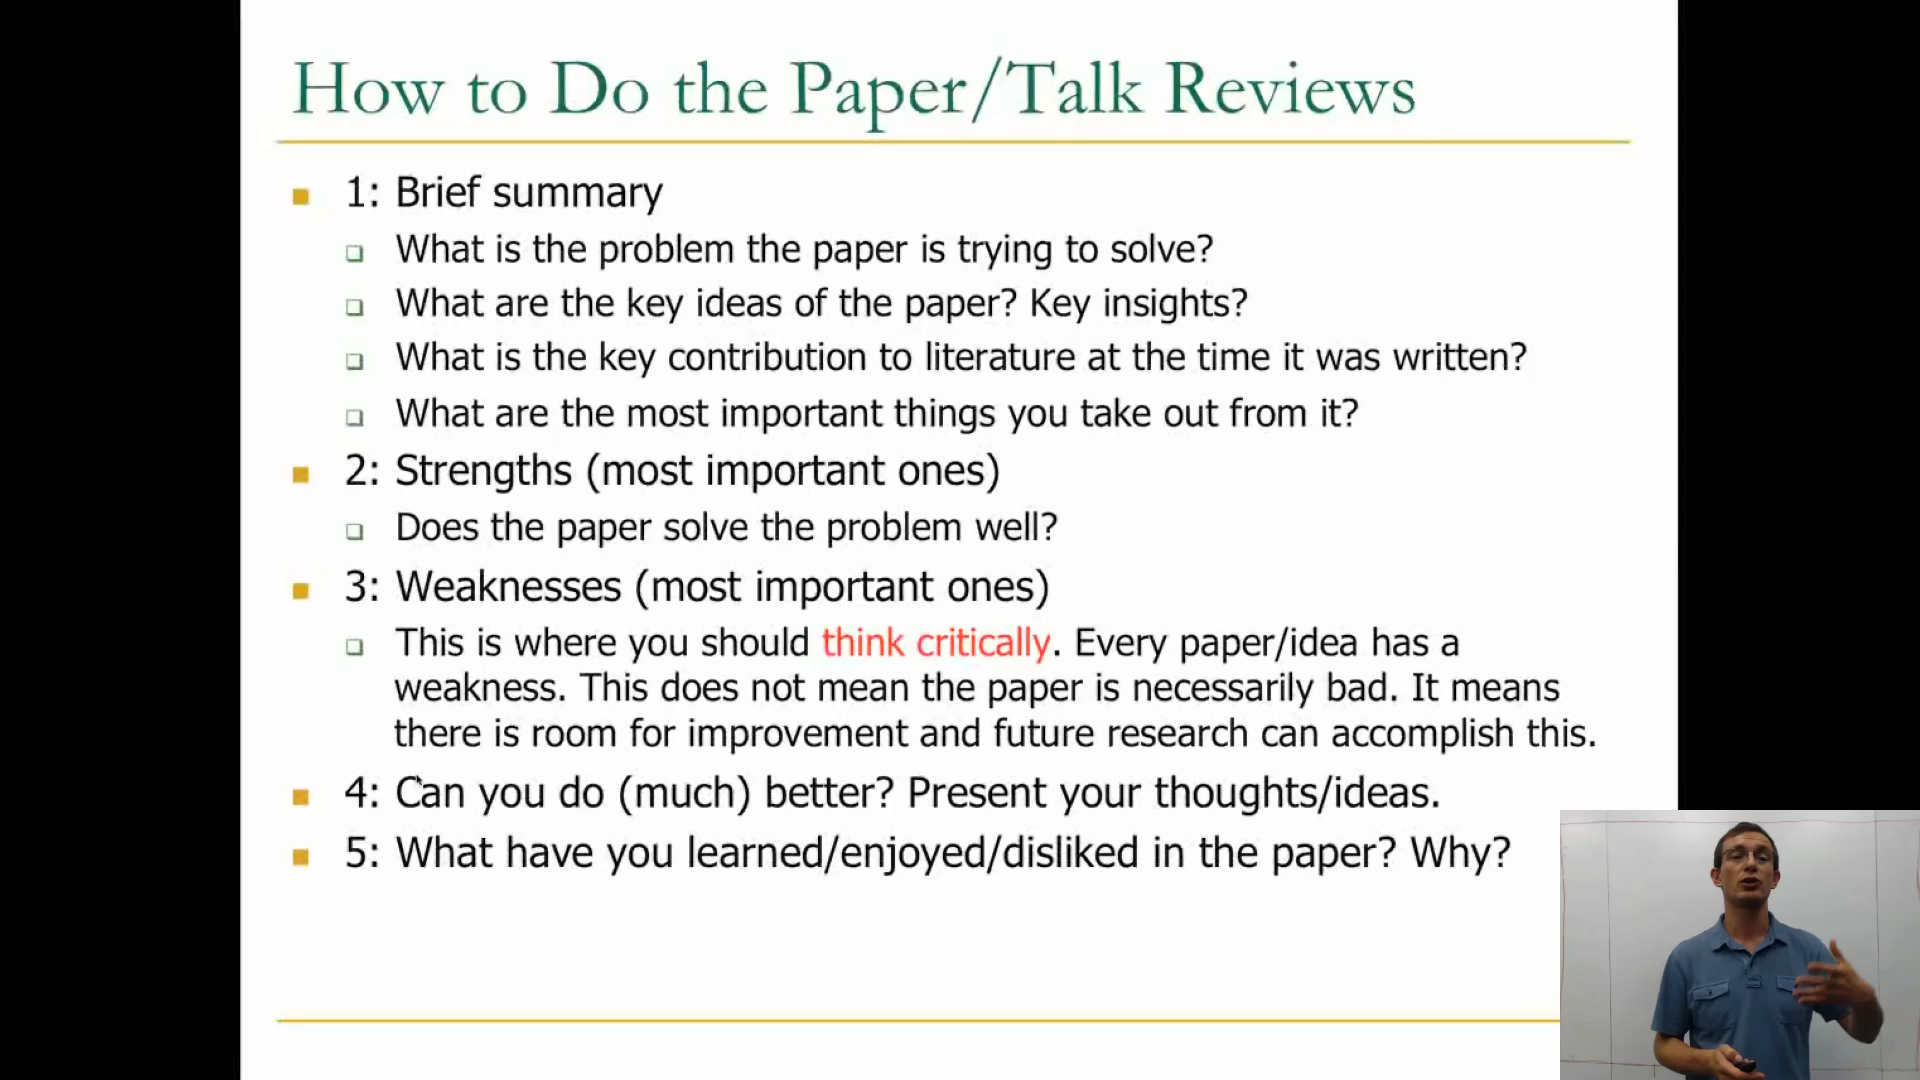 How to Do the Paper/Talk Reviews
1: Brief summary
What is the problem the paper is trying to solve?
What are the key ideas of the paper? Key insights?
What is the key contribution to literature at the time it was written?
What are the most important things you take out from it?
2: Strengths (most important ones)
Does the paper solve the problem well?
3: Weaknesses (most important ones)
This is where you should think critically. Every paper/idea has a
weakness. This does not mean the paper is necessarily bad. It means
there is room for improvement and future research can accomplish this.
4: Can you do (much) better? Present your thoughts/ideas.
5: What have you learned/enjoyed/disliked in the paper? Why?